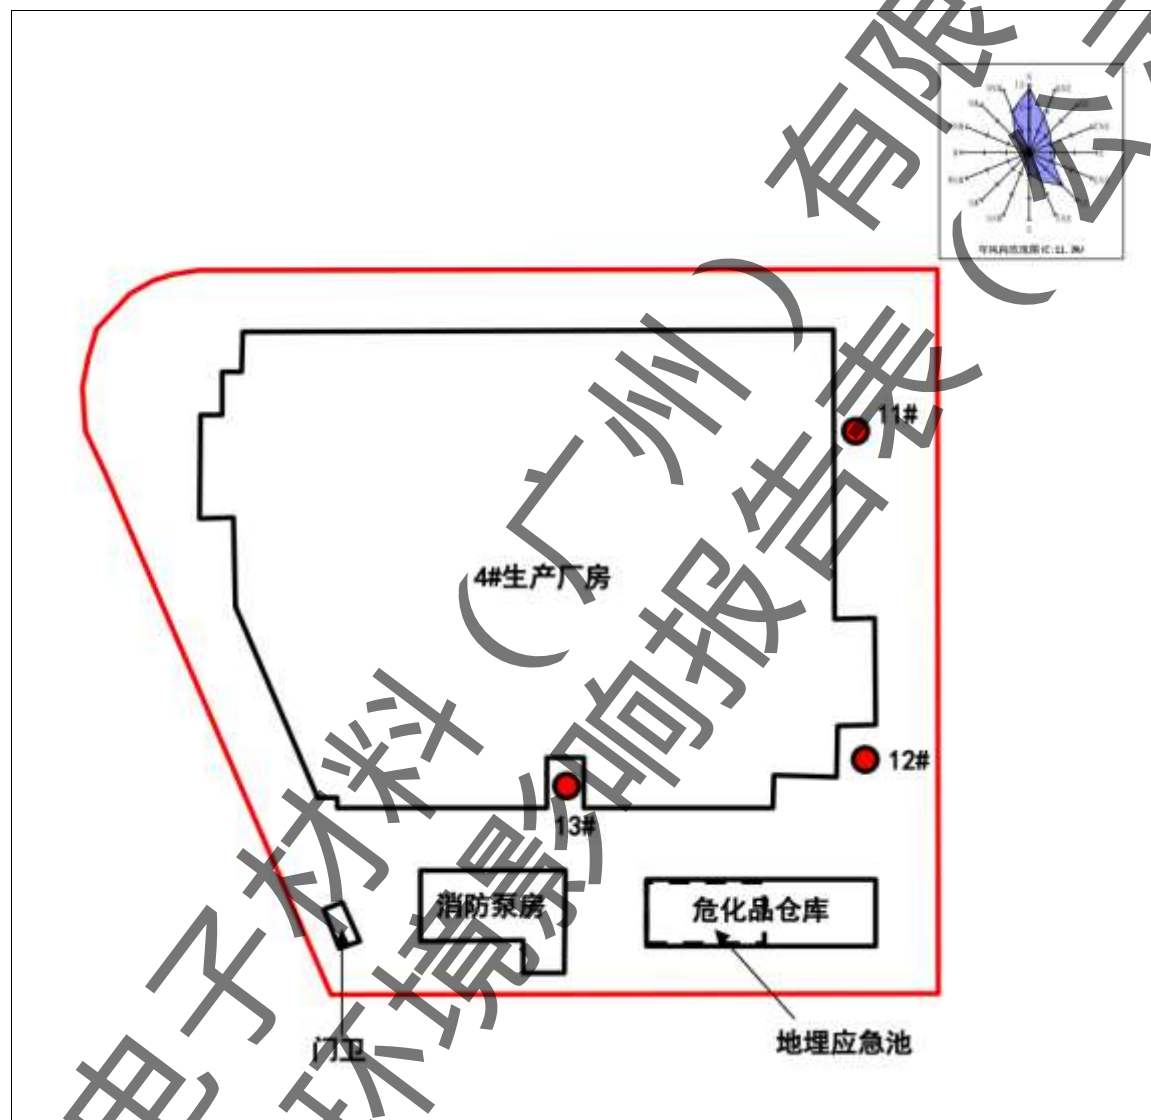 11#
4#生产厂房
12#
13#
消防泵房
危化品仓库
门卫
地埋应急池
电子材料（广州）有限
环境影响报告表（公示